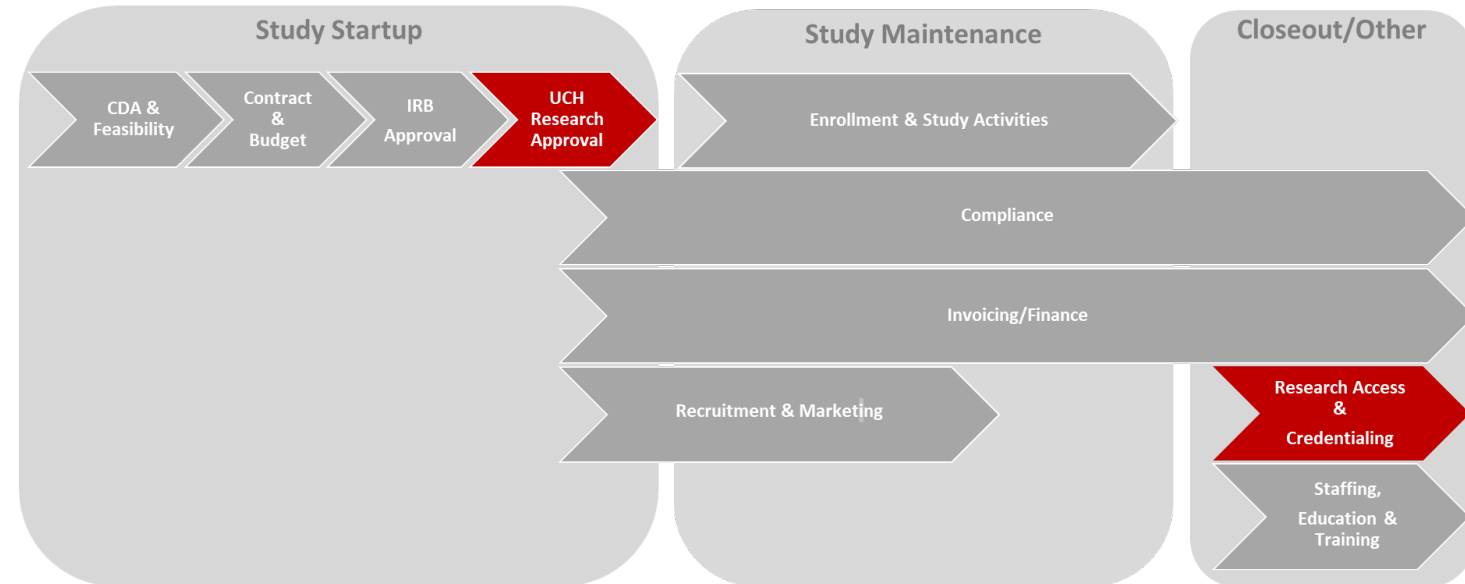 Study Startup
Study Maintenance
Closeout/Other
CDA &
Feasibility
Contract
&
Budget
IRB
Approval
UCH
Research
Approval
Enrollment & Study Activities
Compliance
Invoicing/Finance
Recruitment & Marketing
Research Access
&
Credentialing
Staffing,
Education &
Training